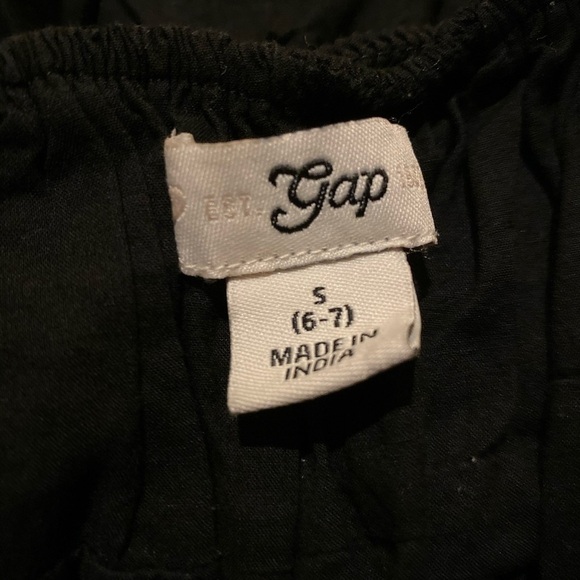 EST. Gap
S
(6-7)
MADE IN
INDIA